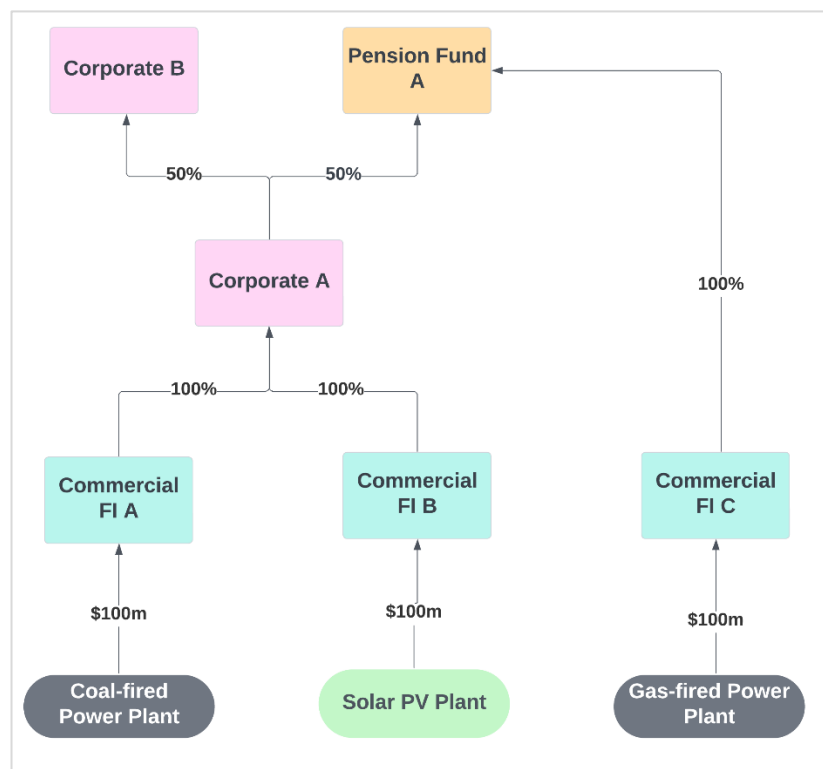 Corporate B
Pension Fund
A
50%
50%
Corporate A
100%
100%
100%
Commercial
FI A
Commercial
FI B
Commercial
FI C
$100m
$100m
$100m
Coal-fired
Power Plant
Solar PV Plant
Gas-fired Power
Plant